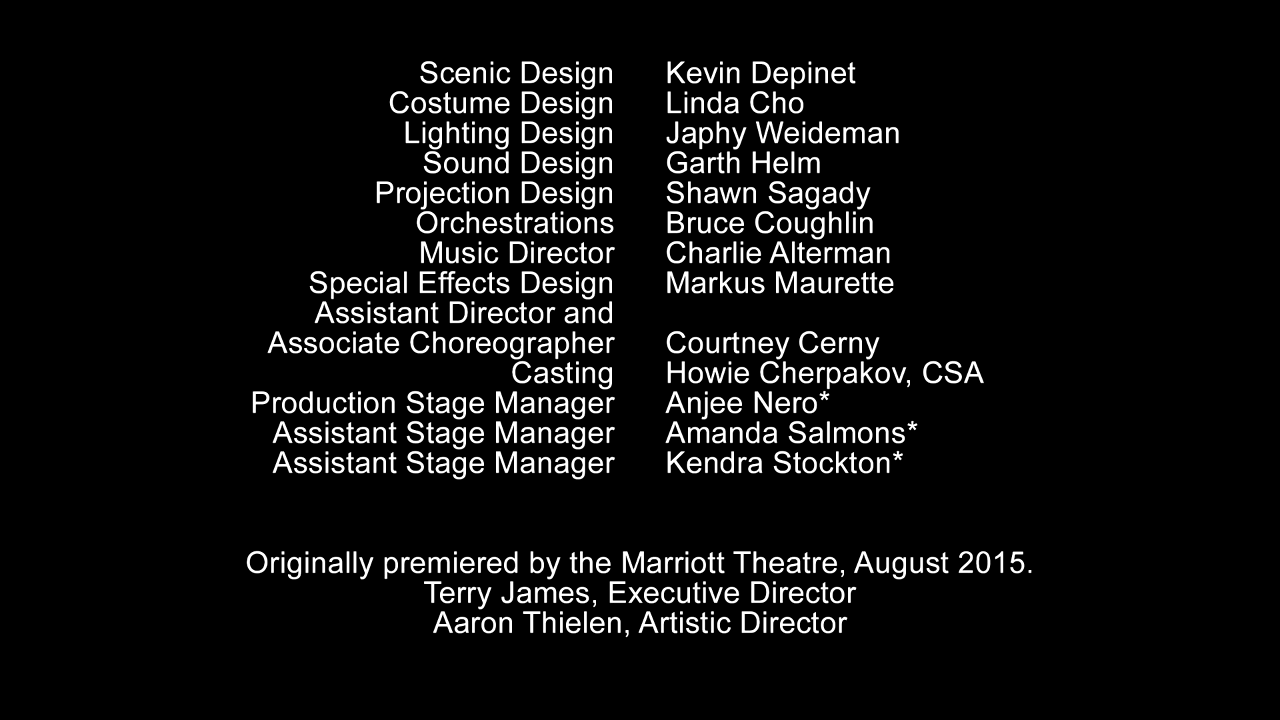 Scenic Design Kevin Depinet
Costume Design Linda Cho
Lighting Design Japhy Weideman
Sound Design Garth Helm
Projection Design Shawn Sagady
Orchestrations Bruce Coughlin
Music Director Charlie Alterman
Special Effects Design Markus Maurette
Assistant Director and
Associate Choreographer Courtney Cerny
Casting Howie Cherpakov, CSA
Production Stage Manager Anjee Nero*
Assistant Stage Manager Amanda Salmons*
Assistant Stage Manager Kendra Stockton*
Originally premiered by the Marriott Theatre, August 2015.
Terry James, Executive Director
Aaron Thielen, Artistic Director